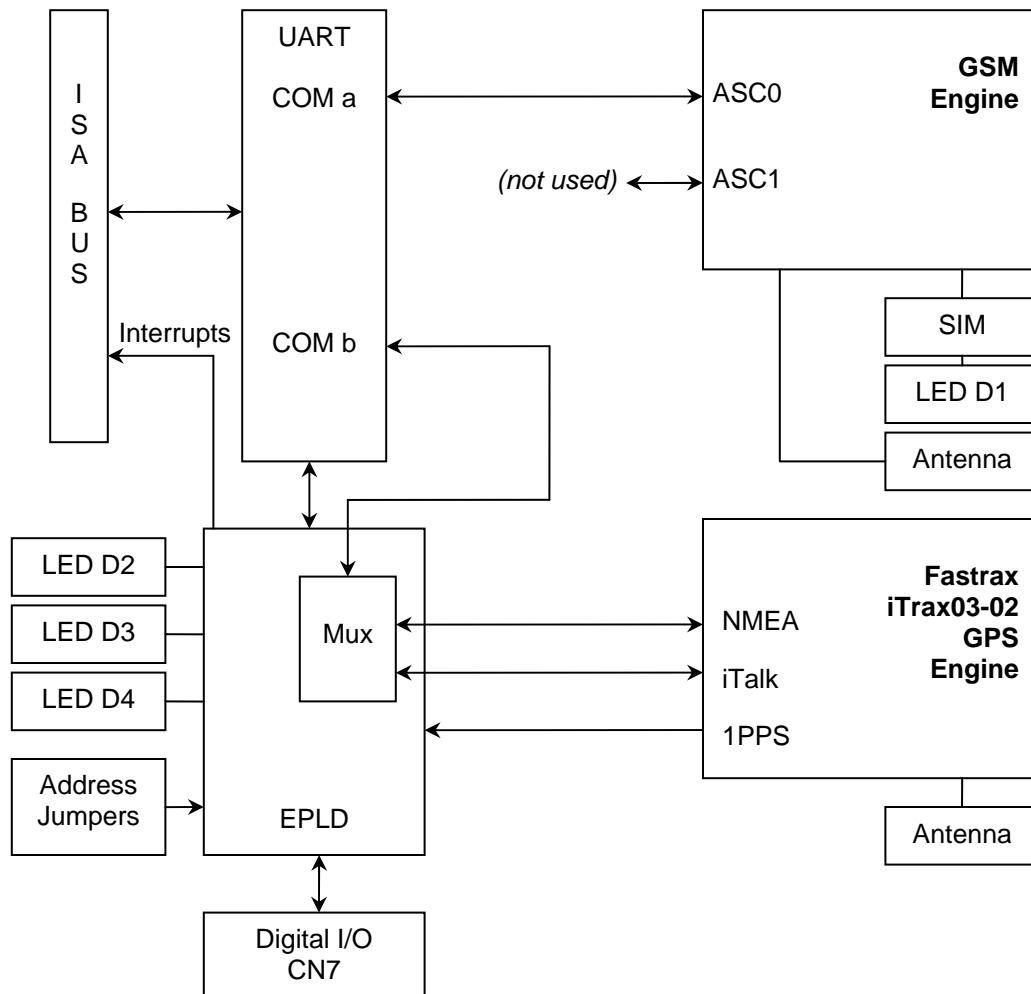 I
S
A
B
U
S
UART
COM a
COM b
GSM
Engine
ASC0
(not used)
ASC1
Interrupts
SIM
LED D1
Antenna
LED D2
LED D3
LED D4
Address
Jumpers
Mux
EPLD
Fastrax
iTrax03-02
GPS
Engine
NMEA
iTalk
1PPS
Antenna
Digital I/O
CN7